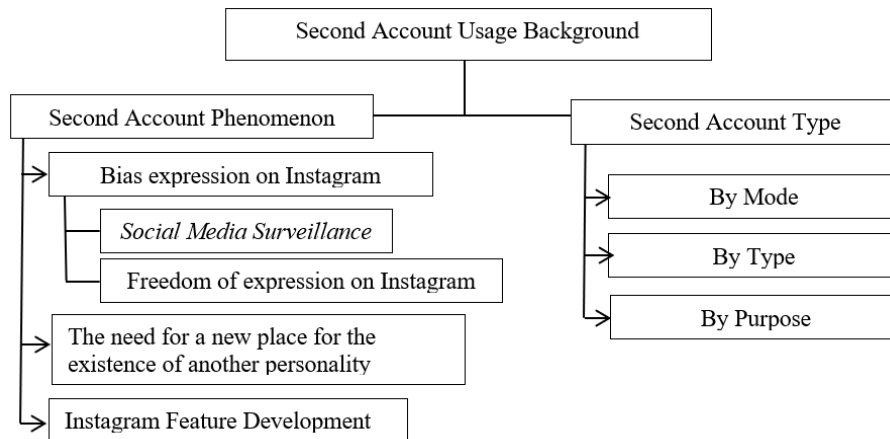 Second Account Usage Background
Second Account Phenomenon
Second Account Type
Bias expression on Instagram
Social Media Surveillance
Freedom of expression on Instagram
The need for a new place for the
existence of another personality
Instagram Feature Development
By Mode
By Type
By Purpose